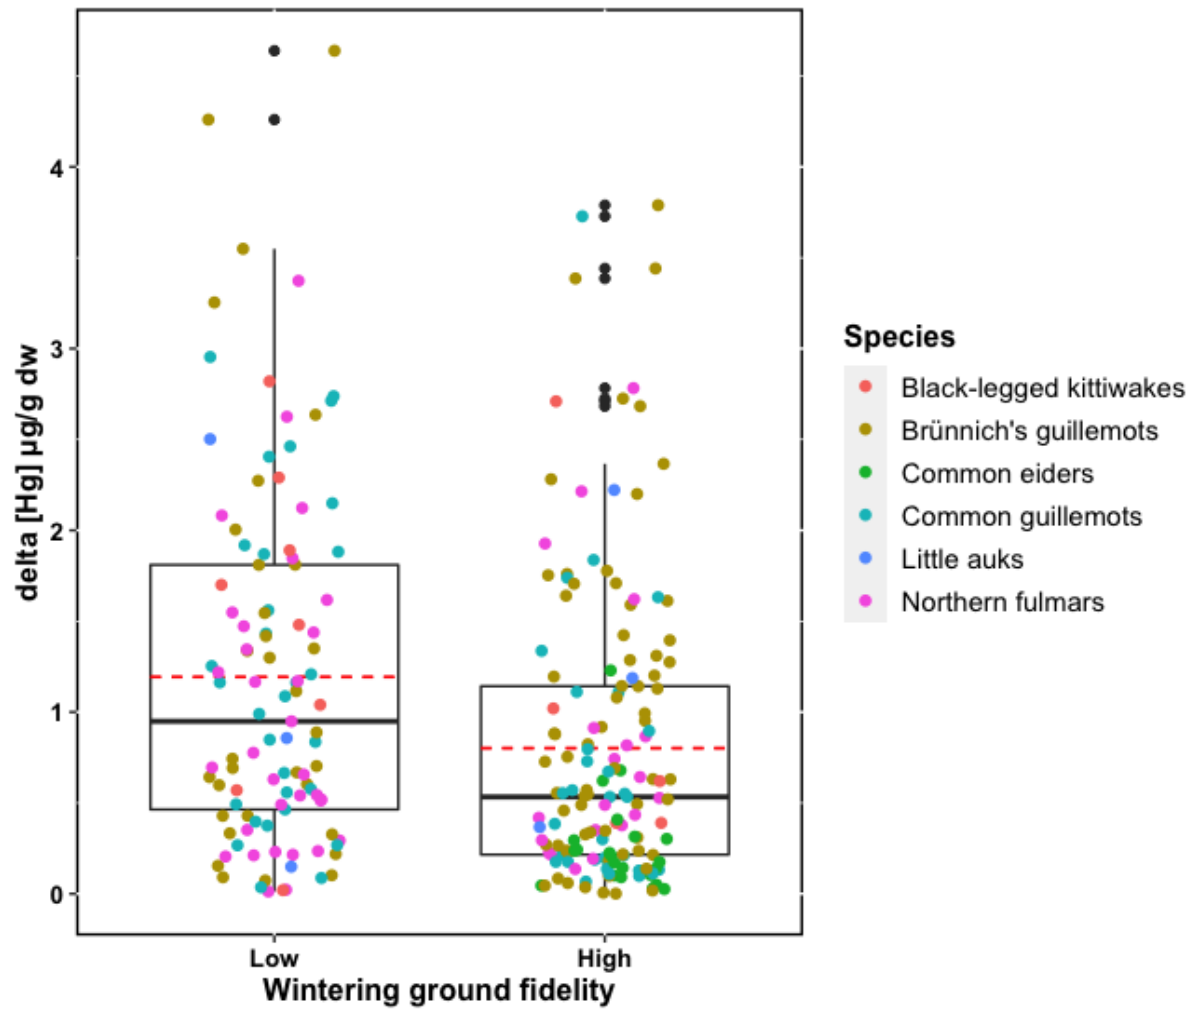 delta [Hg] µg/g dw
4
3
2
1
0
Low
High
Wintering ground fidelity
Species
Black-legged kittiwakes
Brünnich's guillemots
Common eiders
Common guillemots
Little auks
Northern fulmars